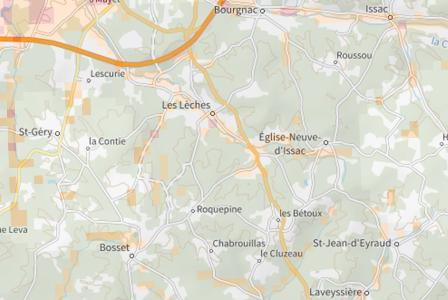 d'Mayet
Bourgnac
Issac
Roussou
Lescurie
Les Lèches
St-Géry
la Contie
Église-Neuve-
d'Issac
Roquepine
les Bétoux
Bosset
Chabrouillas
St-Jean-d'Eyraud
le Cluzeau
Laveyssière